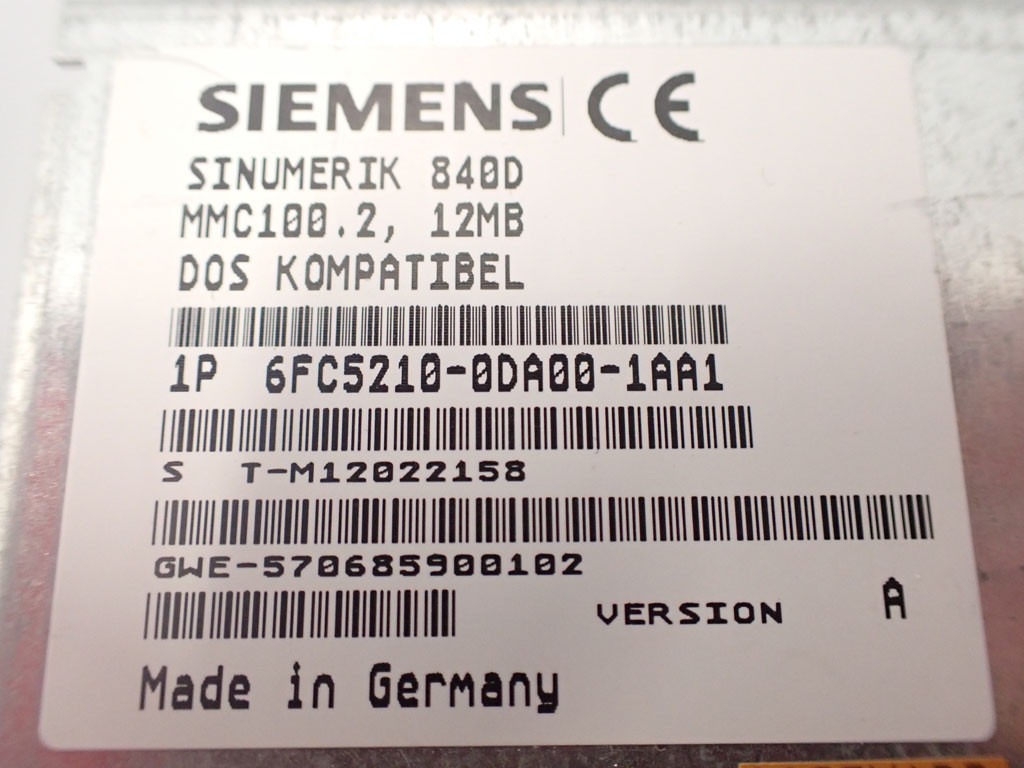 SIEMENS CE
SINUMERIK 840D
MMC100.2, 12MB
DOS KOMPATIBEL
1P 6FC5210-0DA00-1AA1
S T-M12022158
GWE-570685900102
VERSION A
Made in Germany